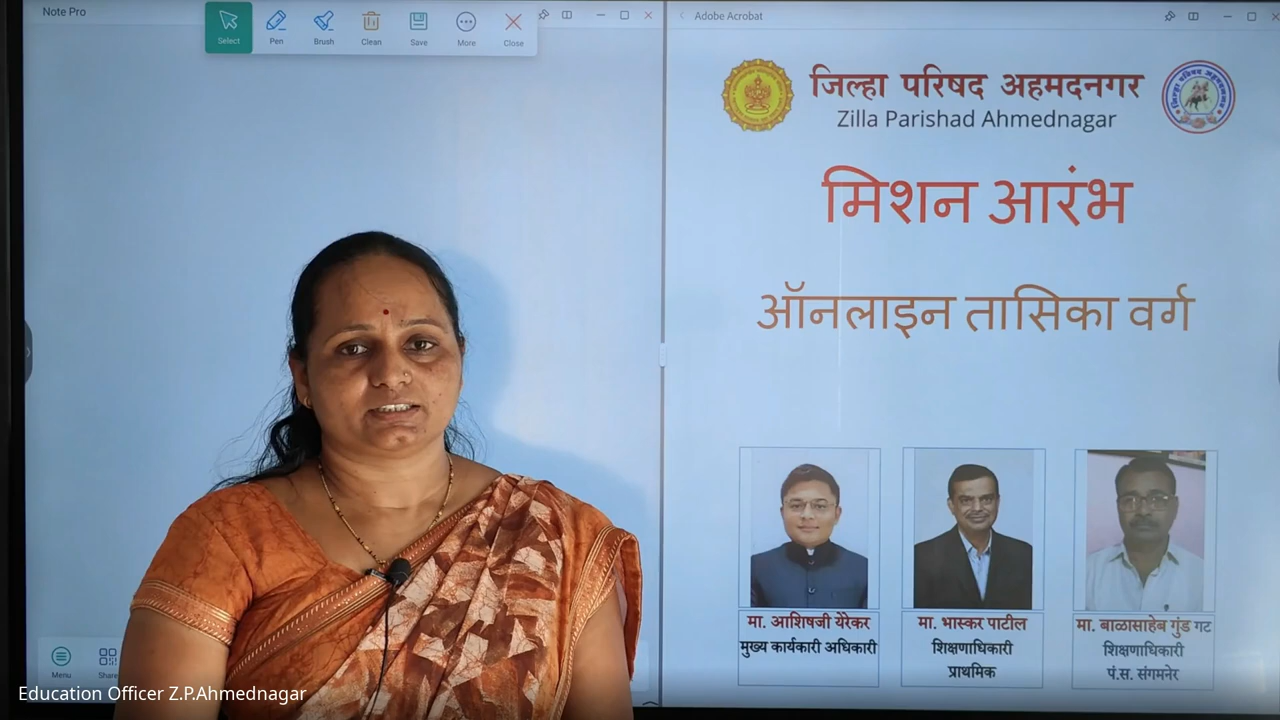 Note Pro
Select
Pen
Brush
Clean
Save
More
Close
Adobe Acrobat
जिल्हा परिषद अहमदनगर
Zilla Parishad Ahmednagar
मिशन आरंभ
ऑनलाइन तासिका वर्ग
मा. आशिषजी येरेकर
मुख्य कार्यकारी अधिकारी
मा. भास्कर पाटील
शिक्षणाधिकारी
प्राथमिक
मा. बाळासाहेब गुंड गट
शिक्षणाधिकारी
पं.स. संगमनेर
Menu
Share
Education Officer Z.P.Ahmednagar